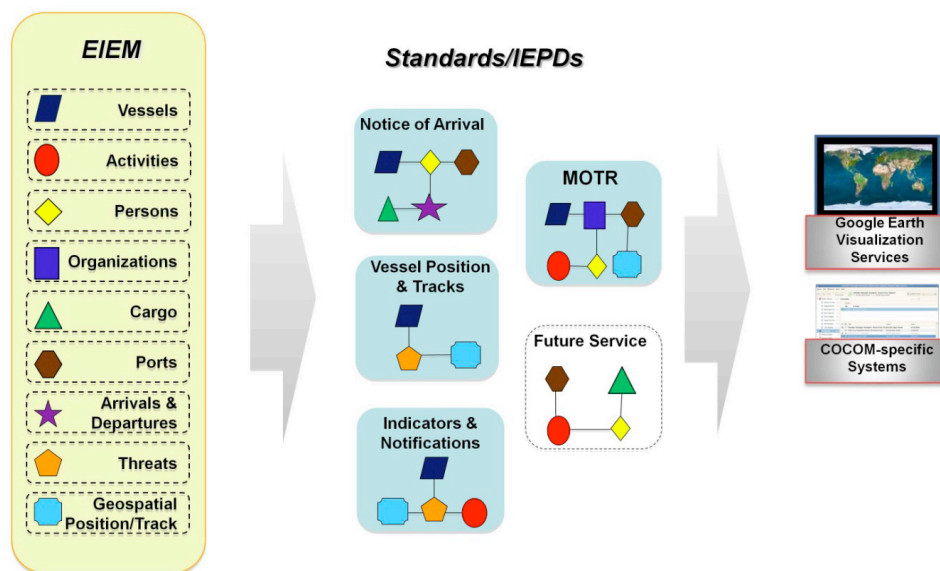 EIEM
Vessels
Activities
Persons
Organizations
Cargo
Ports
Arrivals &
Departures
Threats
Geospatial
Position/Track
Standards/IEPDs
Notice of Arrival
Vessel Position
& Tracks
Indicators &
Notifications
MOTR
Future Service
Google Earth
Visualization
Services
COCOM-specific
Systems